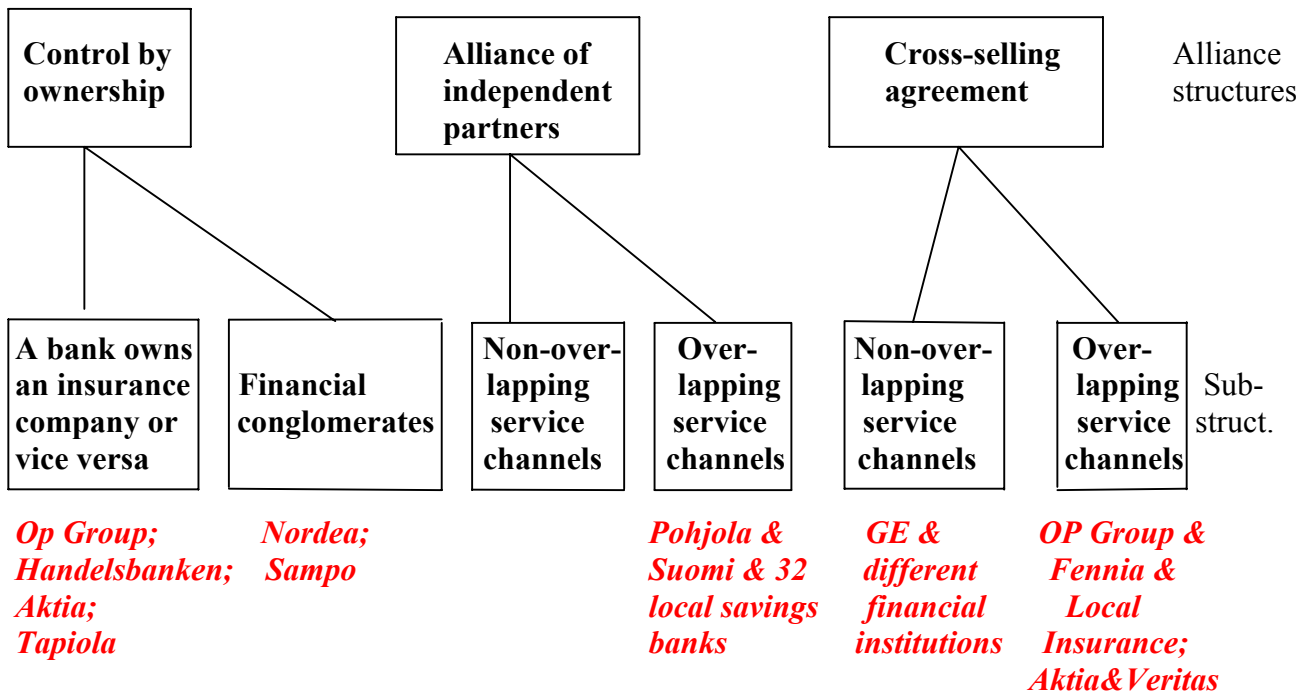 Control by
ownership
Alliance of
independent
partners
Cross-selling
agreement
Alliance
structures
A bank owns
an insurance
company or
vice versa
Financial
conglomerates
Non-over-
lapping
service
channels
Over-
lapping
service
channels
Non-over-
lapping
service
channels
Over-
lapping
service
channels
Sub-
struct.
Op Group;
Handelsbanken;
Aktia;
Tapiola
Nordea;
Sampo
Pohjola &
Suomi & 32
local savings
banks
GE &
different
financial
institutions
OP Group &
Fennia &
Local
Insurance;
Aktia&Veritas